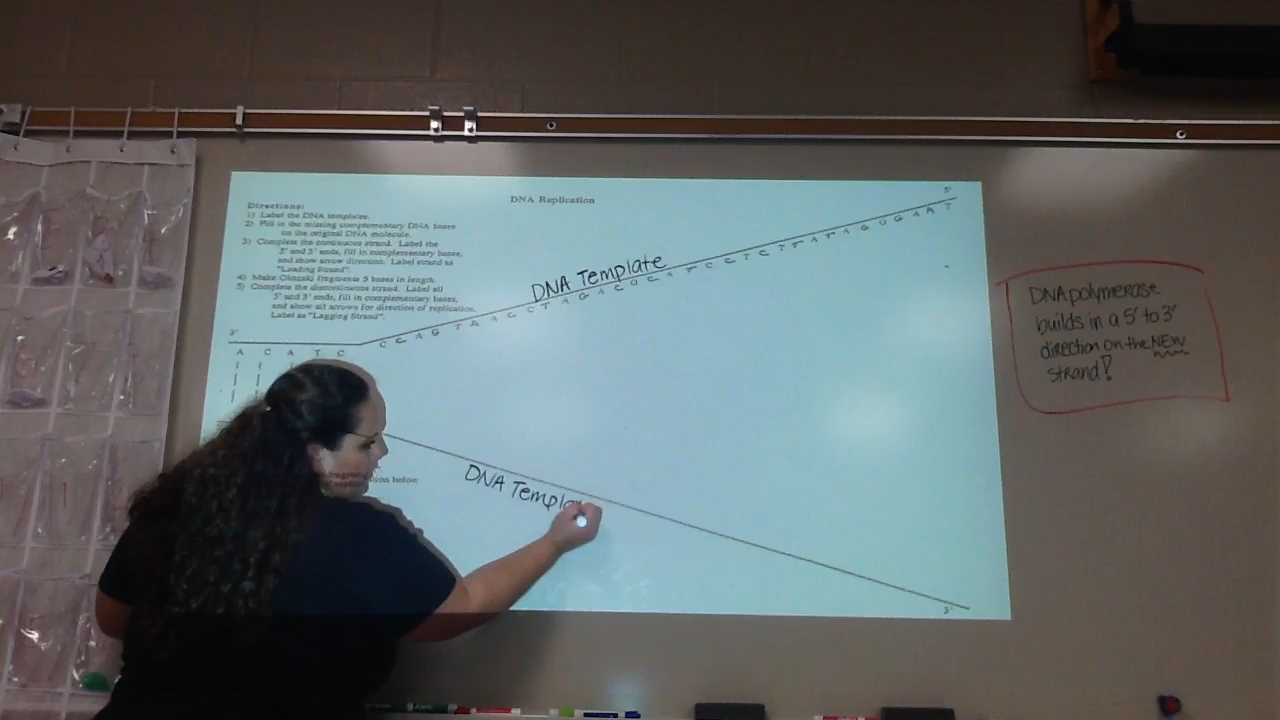 DNA Replication
5'
Directions:
1) Label the DNA templates.
2) Fill in the missing complementary DNA bases
on the original DNA molecule.
3) Complete the continuous strand. Label the
5' and 3' ends, fill in complementary bases,
and show arrow direction. Label strand as
"Leading Strand".
4) Make Okazaki fragments 5 bases in length.
5) Complete the discontinuous strand. Label all
5' and 3' ends, fill in complementary bases,
and show all arrows for direction of replication.
Label as "Lagging Strand".
DNA Template
3'
A C A T C
DNA polymerase
builds in a 5' to 3'
direction on the NEW
strand!
below
DNA Templa
3'